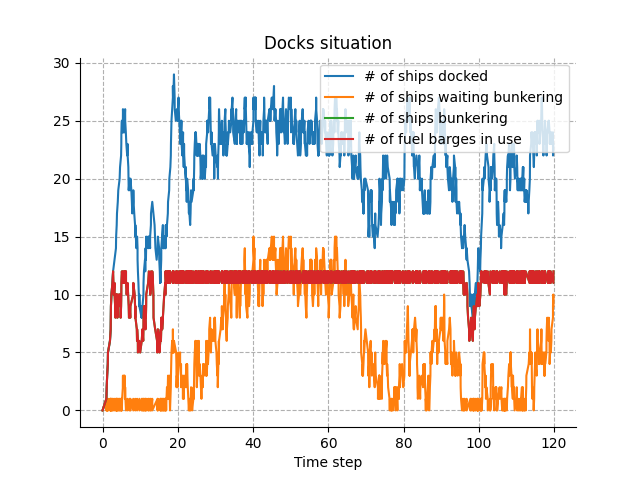 Docks situation
# of ships docked
# of ships waiting bunkering
# of ships bunkering
# of fuel barges in use
30
25
20
15
10
5
0
0 20 40 60 80 100 120
Time step